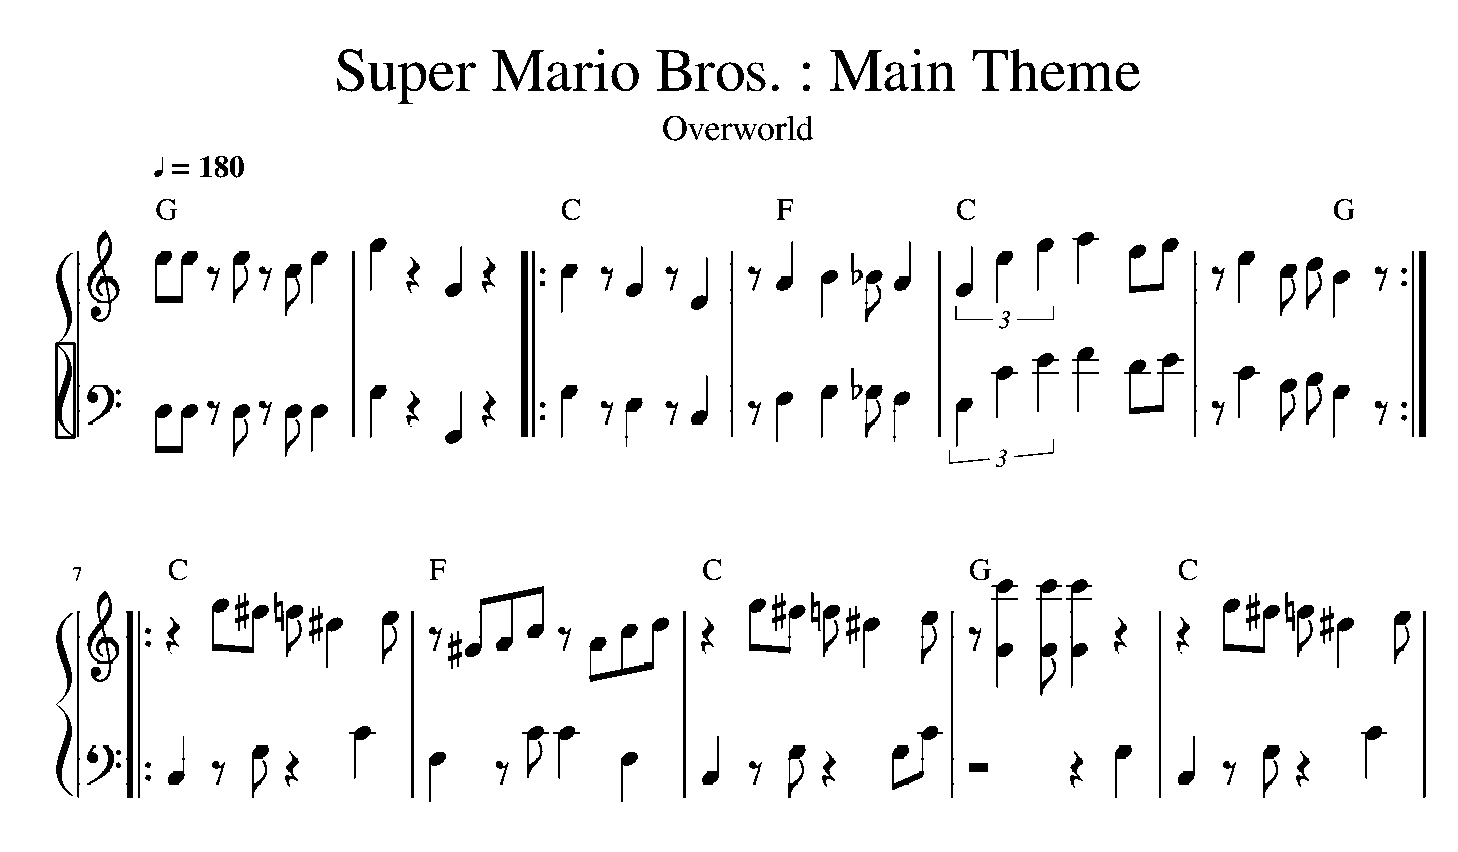 Super Mario Bros. : Main Theme
Overworld
♩ = 180
G C F C G
3
3
7 C F C G C